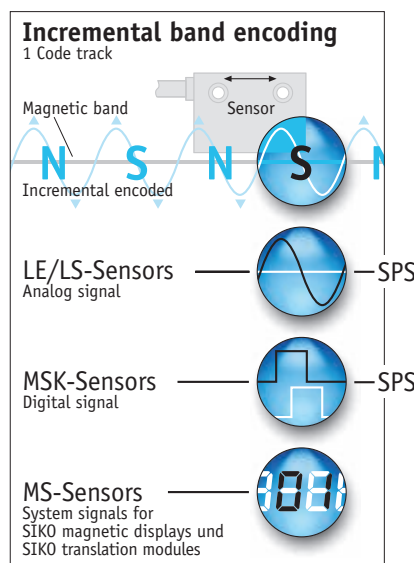 Incremental band encoding
1 Code track
Sensor
Magnetic band
N S N S N
Incremental encoded
LE/LS-Sensors SPS
Analog signal
MSK-Sensors SPS
Digital signal
MS-Sensors
System signals for
SIKO magnetic displays und
SIKO translation modules
01